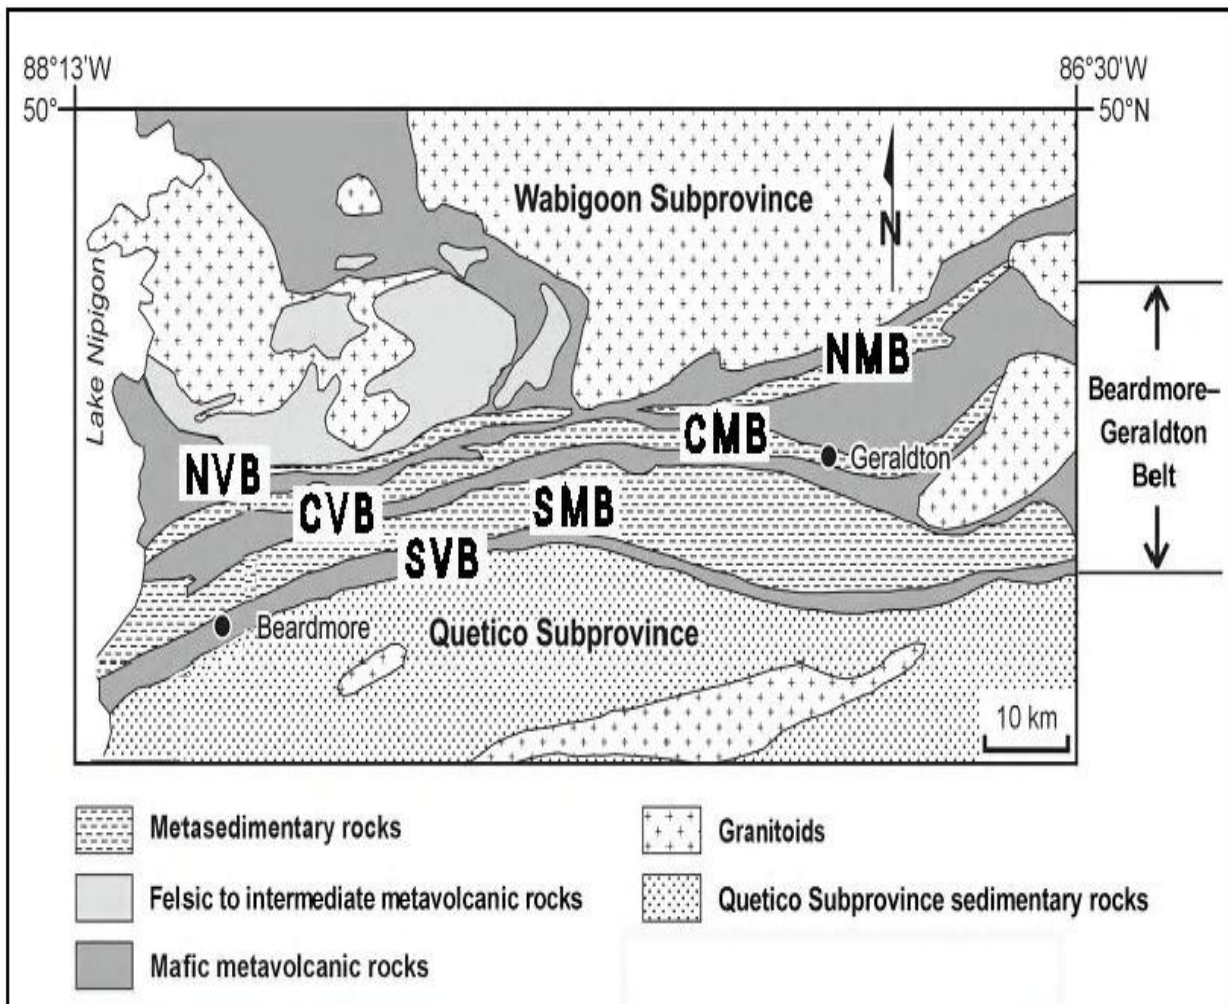 88°13'W
86°30'W
50°
50°N
Wabigoon Subprovince
N
Lake Nipigon
NMB
Beardmore–
Geraldton
Belt
CMB
Geraldton
NVB
CVB
SMB
SVB
Beardmore
Quetico Subprovince
10 km
Metasedimentary rocks
Granitoids
Felsic to intermediate metavolcanic rocks
Quetico Subprovince sedimentary rocks
Mafic metavolcanic rocks